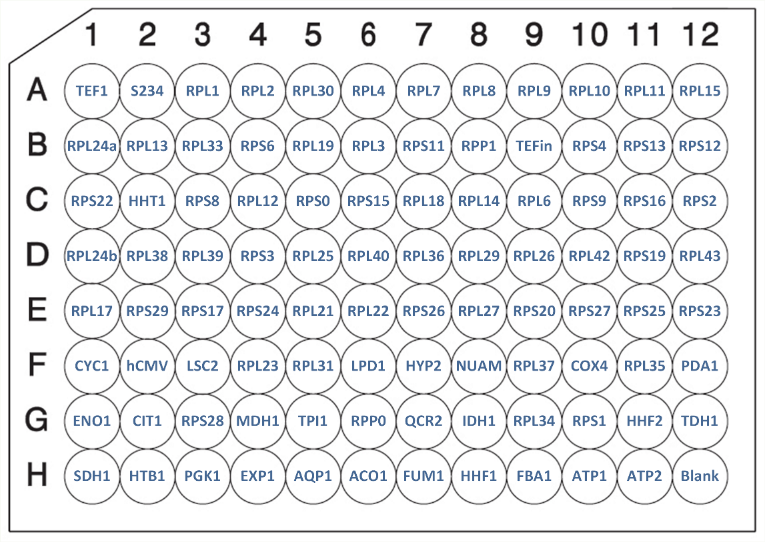 1 2 3 4 5 6 7 8 9 10 11 12
A TEF1 S234 RPL1 RPL2 RPL30 RPL4 RPL7 RPL8 RPL9 RPL10 RPL11 RPL15
B RPL24a RPL13 RPL33 RPS6 RPL19 RPL3 RPS11 RPP1 TEFin RPS4 RPS13 RPS12
C RPS22 HHT1 RPS8 RPL12 RPS0 RPS15 RPL18 RPL14 RPL6 RPS9 RPS16 RPS2
D RPL24b RPL38 RPL39 RPS3 RPL25 RPL40 RPL36 RPL29 RPL26 RPL42 RPS19 RPL43
E RPL17 RPS29 RPS17 RPS24 RPL21 RPL22 RPS26 RPL27 RPS20 RPS27 RPS25 RPS23
F CYC1 hCMV LSC2 RPL23 RPL31 LPD1 HYP2 NUAM RPL37 COX4 RPL35 PDA1
G ENO1 CIT1 RPS28 MDH1 TPI1 RPP0 QCR2 IDH1 RPL34 RPS1 HHF2 TDH1
H SDH1 HTB1 PGK1 EXP1 AQP1 ACO1 FUM1 HHF1 FBA1 ATP1 ATP2 Blank